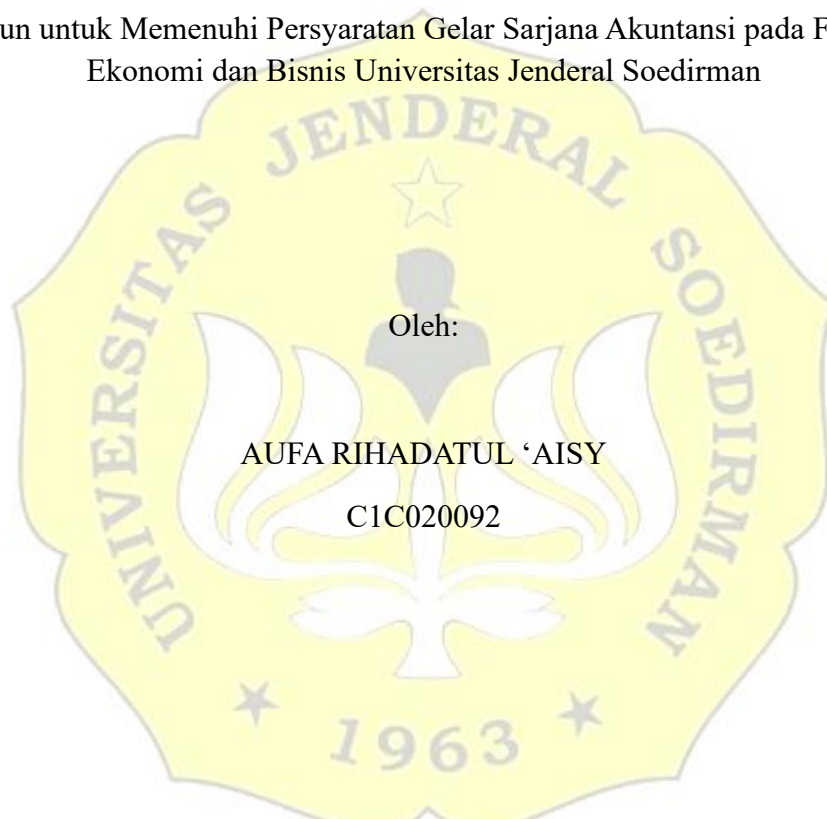 un untuk Memenuhi Persyaratan Gelar Sarjana Akuntansi pada F
Ekonomi dan Bisnis Universitas Jenderal Soedirman
UNIVERSITAS JENDERAL SOEDIRMAN
Oleh:
AUFA RIHADATUL ‘AISY
C1C020092
1963